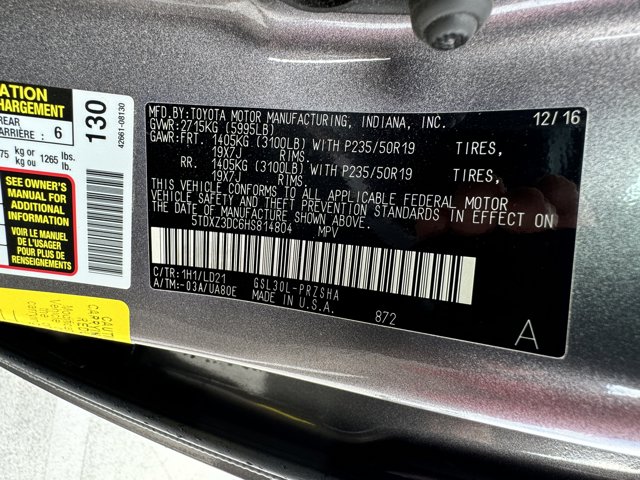 ATION
CHARGEMENT
REAR
ARRIÈRE 6
75 kg or 1265 lbs.
kg ou lb.
130
42661-08130
SEE OWNER'S
MANUAL FOR
ADDITIONAL
INFORMATION
VOIR LE MANUEL
DE L'USAGER
POUR PLUS DE
RENSEIGNEMENTS
MFD.BY:TOYOTA MOTOR MANUFACTURING, INDIANA, INC. 12/16
GVWR:2715KG (5995LB)
GAWR:FRT. 1405KG (3100LB) WITH P235/50R19 TIRES,
19X7J RIMS.
RR. 1405KG (3100LB) WITH P235/50R19 TIRES,
19X7J RIMS.
THIS VEHICLE CONFORMS TO ALL APPLICABLE FEDERAL MOTOR
VEHICLE SAFETY AND THEFT PREVENTION STANDARDS IN EFFECT ON
THE DATE OF MANUFACTURE SHOWN ABOVE.
5TDXZ3DC6HS814804 MPV
C/TR:1H1/LD21 GSL30L-PRZSHA
A/TM:-03A/UA80E MADE IN U.S.A.
872
A